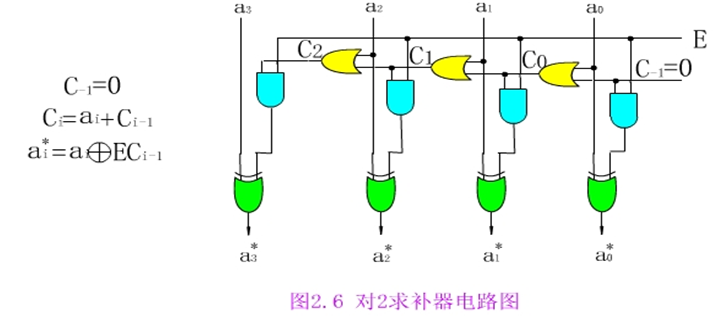 a₃ a₂ a₁ a₀
E
C₂ C₁ C₀ C₋₁=0
C₋₁=0
Cᵢ=aᵢ+Cᵢ₋₁
aᵢ*=aᵢ⊕ECᵢ₋₁
a₃* a₂* a₁* a₀*
图2.6 对2求补器电路图